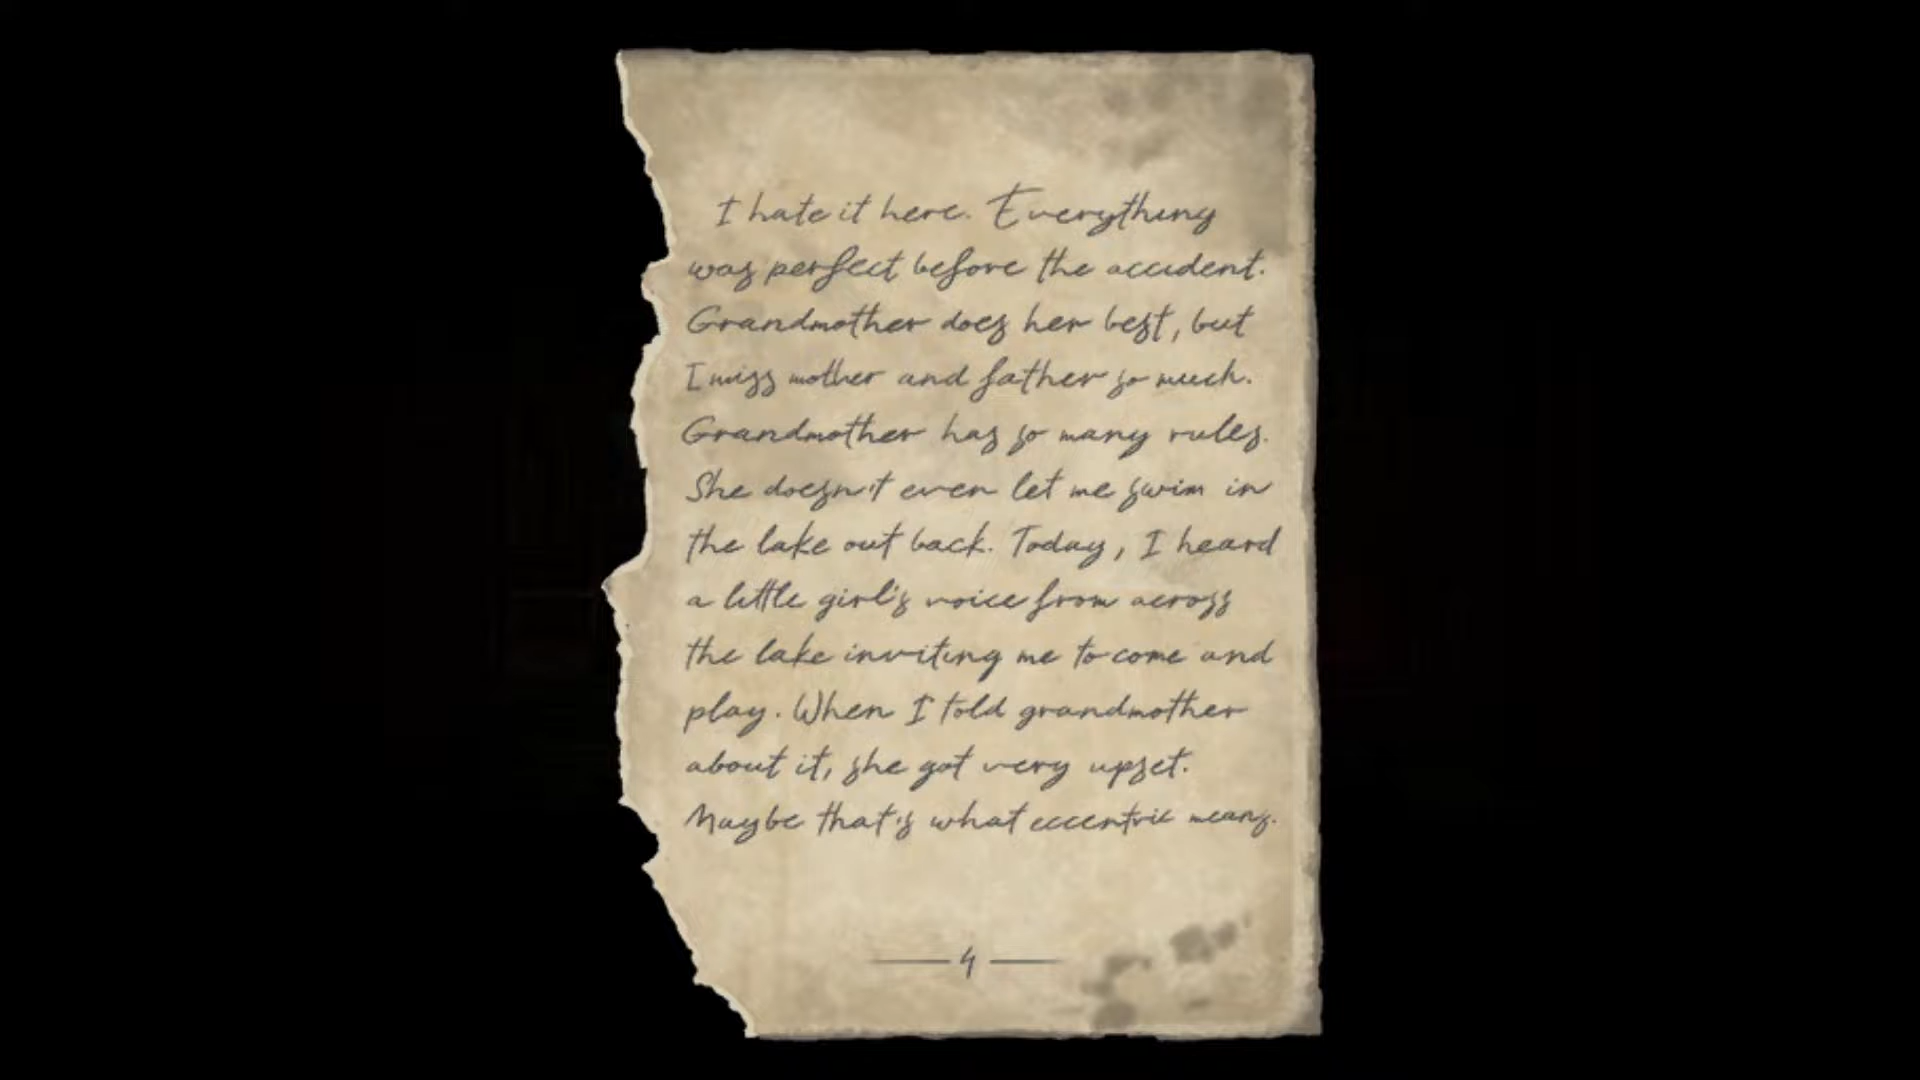 I hate it here. Everything
was perfect before the accident.
Grandmother does her best, but
I miss mother and father so much.
Grandmother has so many rules.
She doesn't even let me swim in
the lake out back. Today, I heard
a little girl's voice from across
the lake inviting me to come and
play. When I told grandmother
about it, she got very upset.
Maybe that's what eccentric means.
4